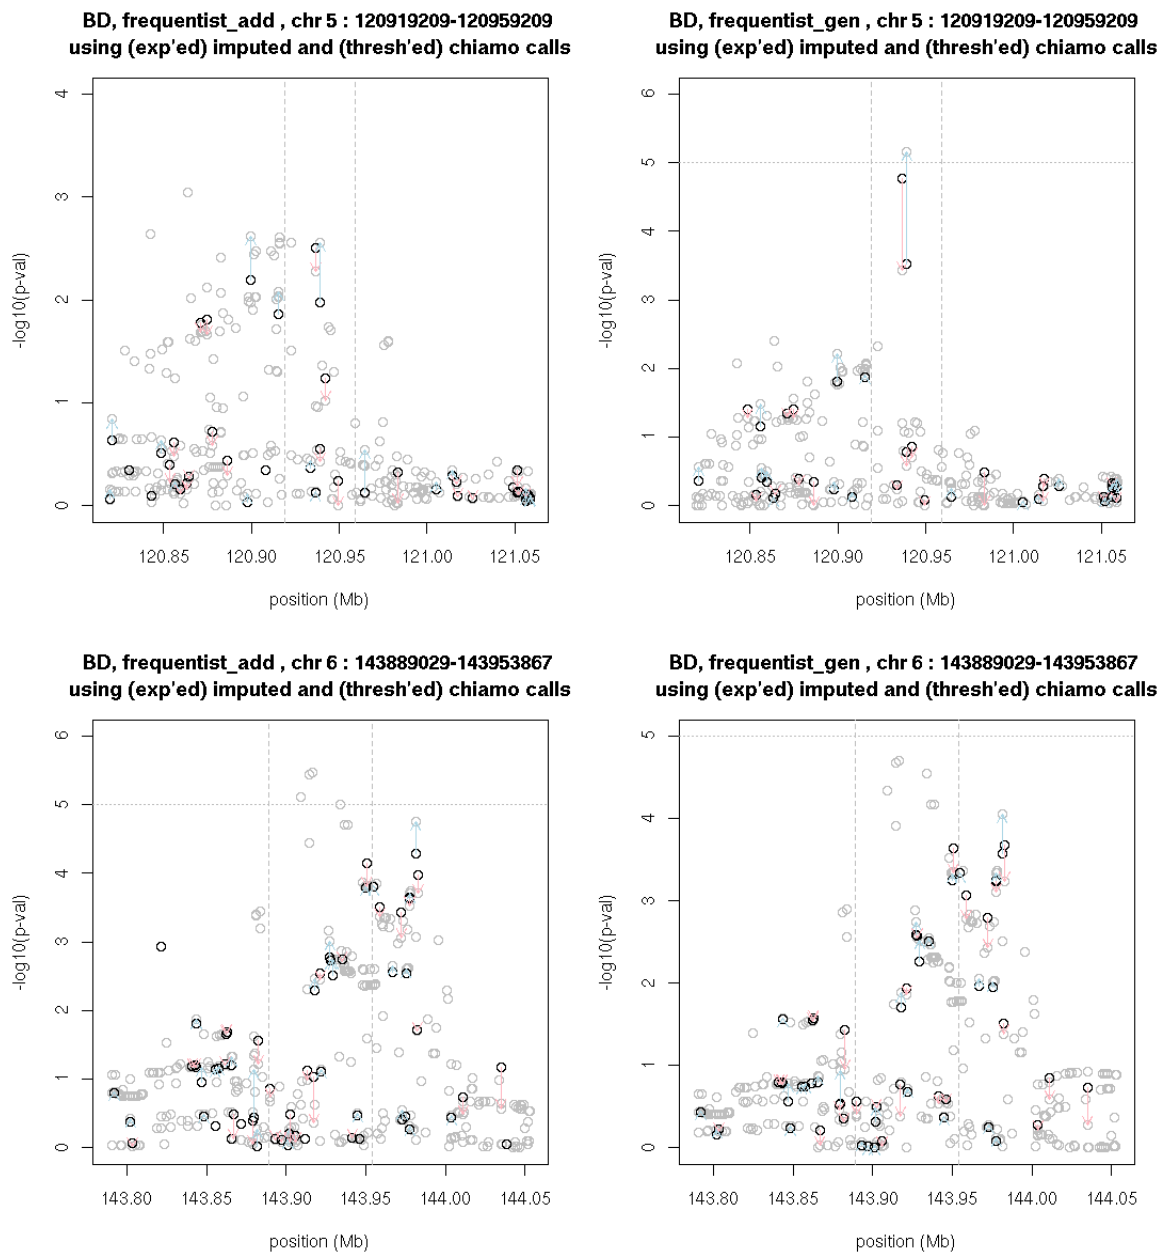 BD, frequentist_add , chr 5 : 120919209-120959209
using (exp'ed) imputed and (thresh'ed) chiamo calls
4
3
2
1
0
-log10(p-val)
120.85 120.90 120.95 121.00 121.05
position (Mb)
BD, frequentist_gen , chr 5 : 120919209-120959209
using (exp'ed) imputed and (thresh'ed) chiamo calls
6
5
4
3
2
1
0
-log10(p-val)
120.85 120.90 120.95 121.00 121.05
position (Mb)
BD, frequentist_add , chr 6 : 143889029-143953867
using (exp'ed) imputed and (thresh'ed) chiamo calls
6
5
4
3
2
1
0
-log10(p-val)
143.80 143.85 143.90 143.95 144.00 144.05
position (Mb)
BD, frequentist_gen , chr 6 : 143889029-143953867
using (exp'ed) imputed and (thresh'ed) chiamo calls
5
4
3
2
1
0
-log10(p-val)
143.80 143.85 143.90 143.95 144.00 144.05
position (Mb)